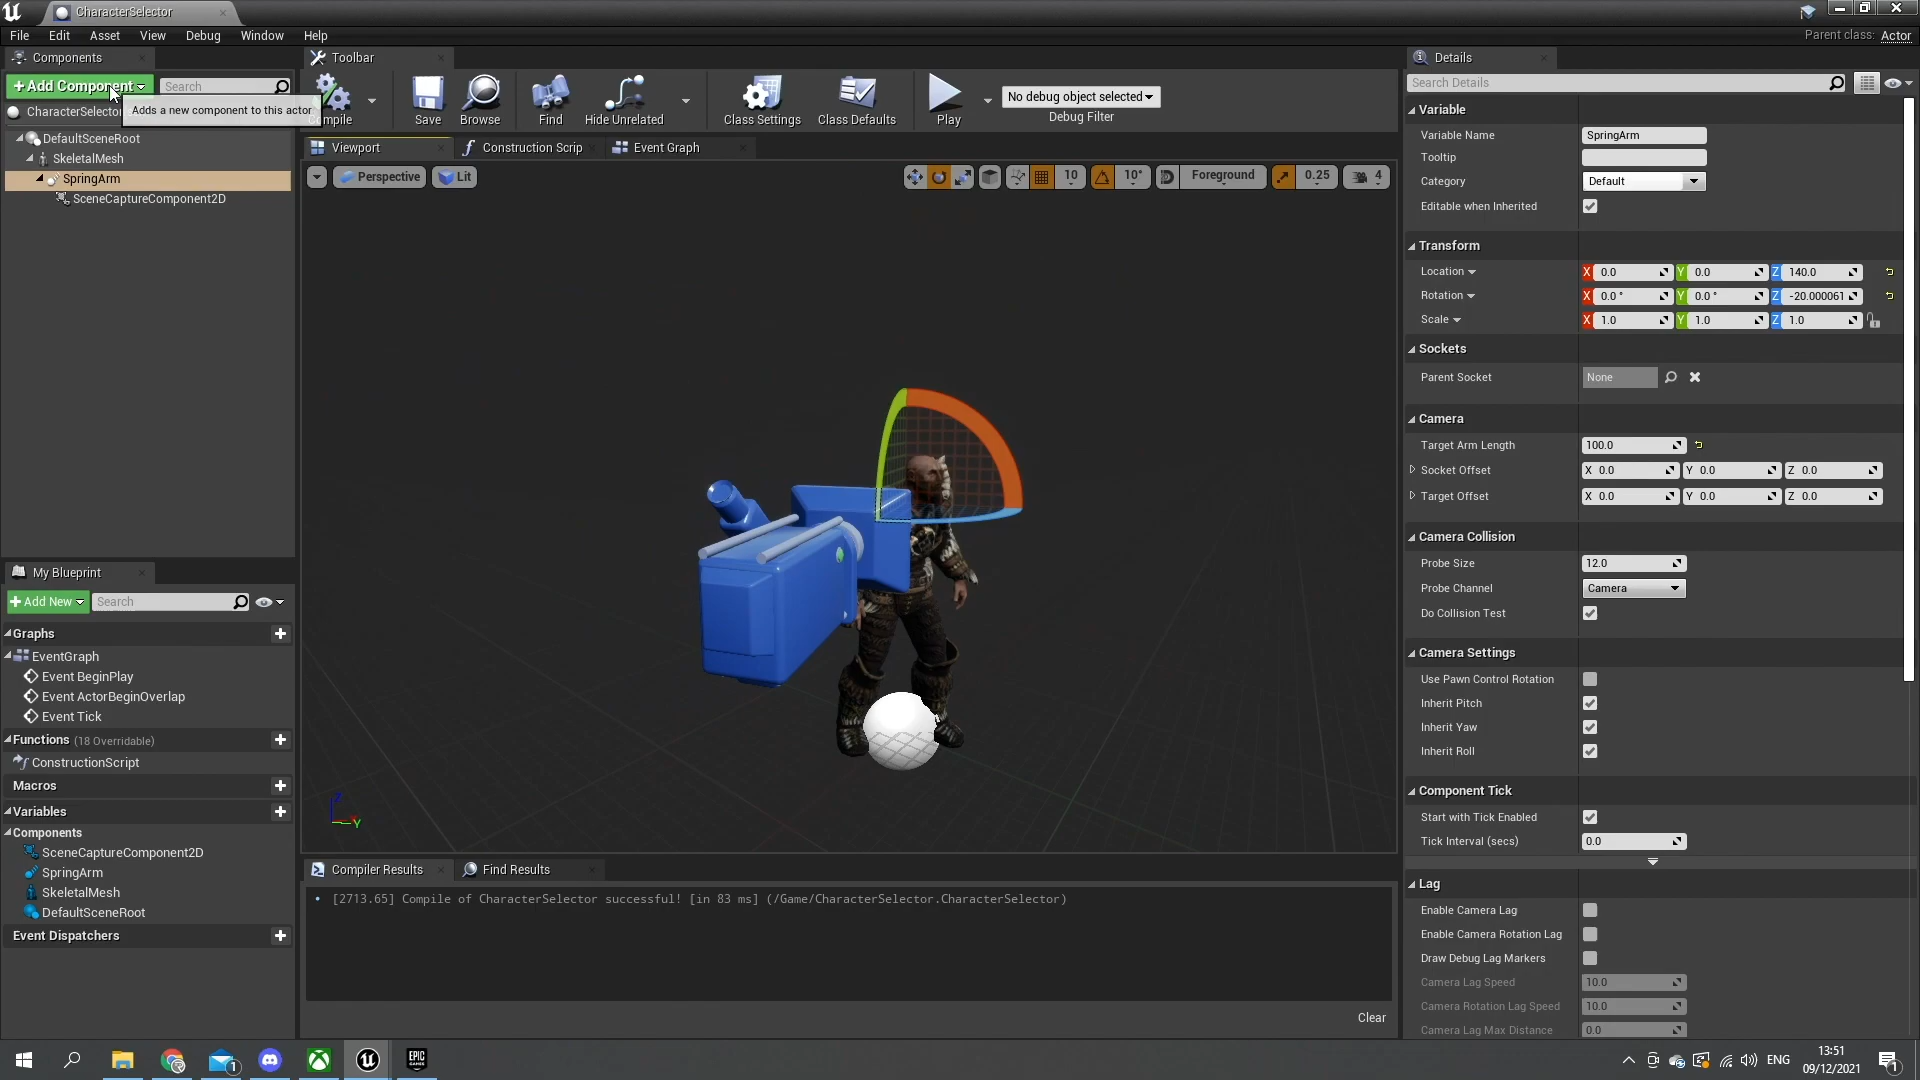 CharacterSelector
File Edit Asset View Debug Window Help
Parent class: Actor
Components
+ Add Component
Search
CharacterSelector
Adds a new component to this actor
DefaultSceneRoot
SkeletalMesh
SpringArm
SceneCaptureComponent2D
Toolbar
Save
Browse
Find
Hide Unrelated
Class Settings
Class Defaults
Play
No debug object selected
Debug Filter
Viewport
Construction Scrip
Event Graph
Perspective
Lit
10
10°
Foreground
0.25
4
Z
Y
My Blueprint
+ Add New
Search
Graphs
EventGraph
Event BeginPlay
Event ActorBeginOverlap
Event Tick
Functions (18 Overridable)
ConstructionScript
Macros
Variables
Components
SceneCaptureComponent2D
SpringArm
SkeletalMesh
DefaultSceneRoot
Event Dispatchers
Compiler Results
Find Results
[2713.65] Compile of CharacterSelector successful! [in 83 ms] (/Game/CharacterSelector.CharacterSelector)
Clear
Details
Search Details
Variable
Variable Name SpringArm
Tooltip
Category Default
Editable when Inherited
Transform
Location X 0.0 Y 0.0 Z 140.0
Rotation X 0.0 ° Y 0.0 ° Z -20.000061
Scale X 1.0 Y 1.0 Z 1.0
Sockets
Parent Socket None
Camera
Target Arm Length 100.0
Socket Offset X 0.0 Y 0.0 Z 0.0
Target Offset X 0.0 Y 0.0 Z 0.0
Camera Collision
Probe Size 12.0
Probe Channel Camera
Do Collision Test
Camera Settings
Use Pawn Control Rotation
Inherit Pitch
Inherit Yaw
Inherit Roll
Component Tick
Start with Tick Enabled
Tick Interval (secs) 0.0
Lag
Enable Camera Lag
Enable Camera Rotation Lag
Draw Debug Lag Markers
Camera Lag Speed 10.0
Camera Rotation Lag Speed 10.0
Camera Lag Max Distance 0.0
1
EPIC GAMES
ENG
13:51
09/12/2021
1